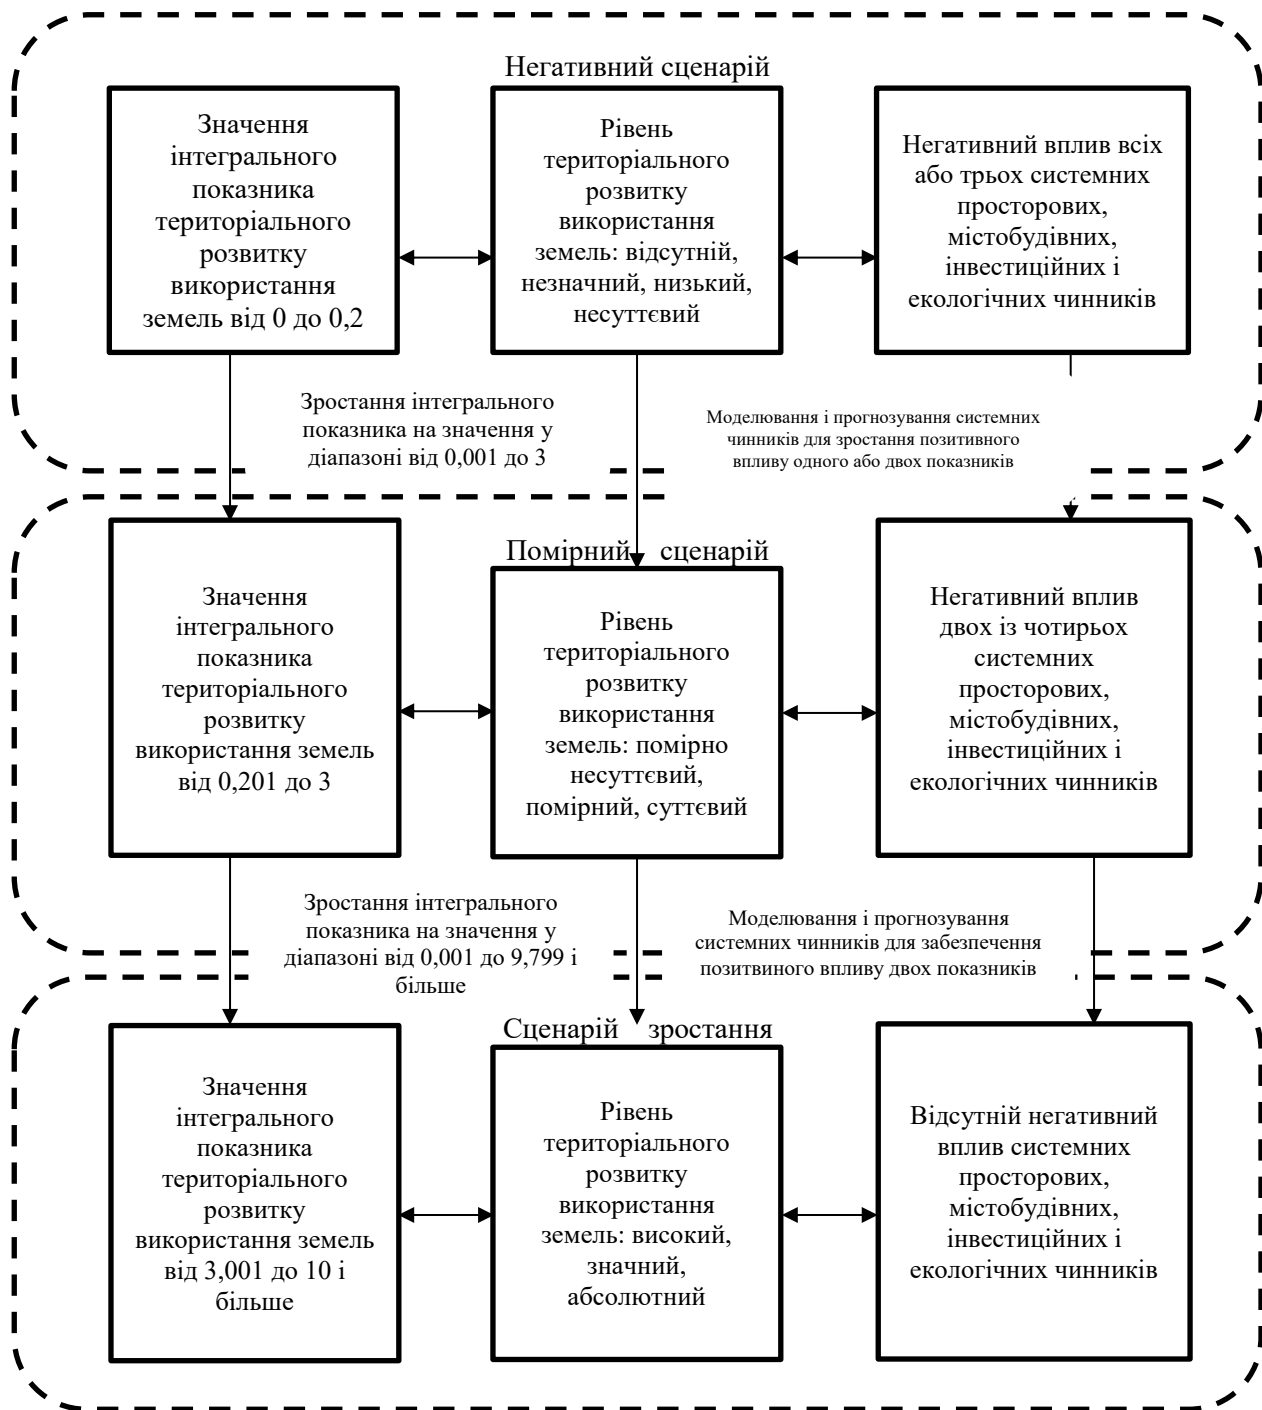 Негативний сценарій
Значення
інтегрального
показника
територіального
розвитку
використання
земель від 0 до 0,2
Рівень
територіального
розвитку
використання
земель: відсутній,
незначний, низький,
несуттєвий
Негативний вплив всіх
або трьох системних
просторових,
містобудівних,
інвестиційних і
екологічних чинників
Зростання інтегрального
показника на значення у
діапазоні від 0,001 до 3
Моделювання і прогнозування системних
чинників для зростання позитивного
впливу одного або двох показників
Помірний сценарій
Значення
інтегрального
показника
територіального
розвитку
використання земель
від 0,201 до 3
Рівень
територіального
розвитку
використання
земель: помірно
несуттєвий,
помірний, суттєвий
Негативний вплив
двох із чотирьох
системних
просторових,
містобудівних,
інвестиційних і
екологічних чинників
Зростання інтегрального
показника на значення у
діапазоні від 0,001 до 9,799 і
більше
Моделювання і прогнозування
системних чинників для забезпечення
позитвиного впливу двох показників
Сценарій зростання
Значення
інтегрального
показника
територіального
розвитку
використання земель
від 3,001 до 10 і
більше
Рівень
територіального
розвитку
використання
земель: високий,
значний,
абсолютний
Відсутній негативний
вплив системних
просторових,
містобудівних,
інвестиційних і
екологічних чинників